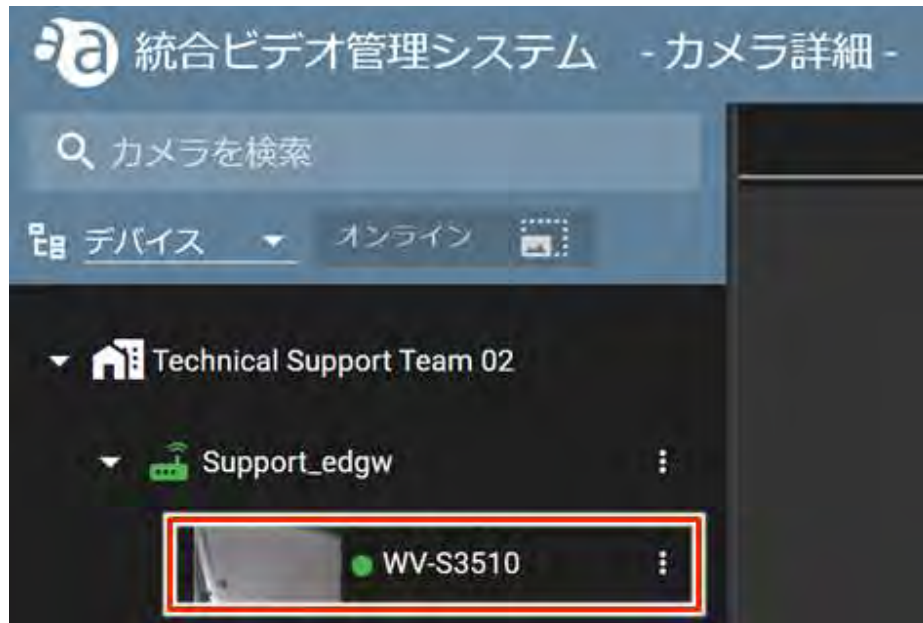 a 統合ビデオ管理システム - カメラ詳細 -
カメラを検索
デバイス オンライン
Technical Support Team 02
Support_edgw
WV-S3510